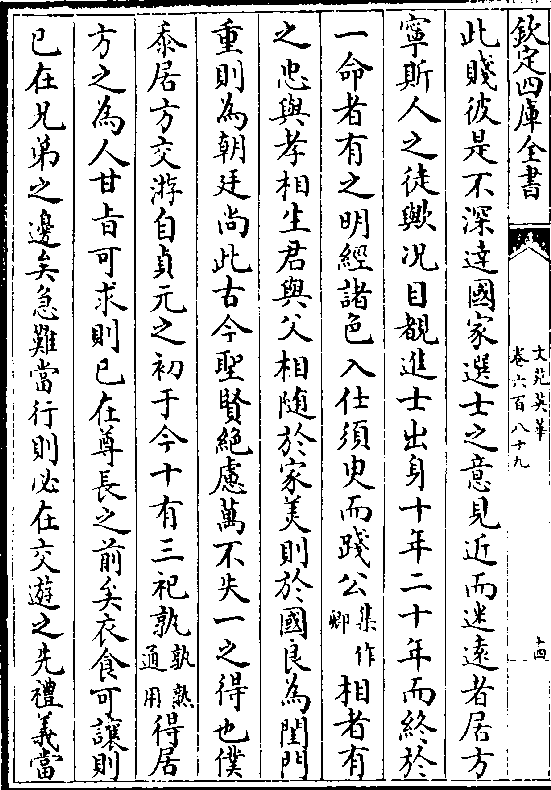 欽定四庫全書
文苑英華
卷六百八十九
十四
此賤彼是不深達國家選士之意見近而迷遠者居方
寧斯人之徒歟况目覩進士出身十年二十年而終於
一命者有之明經諸色入仕須臾而踐公集作卿相者有
之忠與孝相生君與父相随於家美則於國良為閨門
重則為朝廷尚此古今聖賢絕慮萬不失一之得也僕
忝居方交游自貞元之初于今十有三祀孰孰熟通用得居
方之為人甘㫖可求則已在尊長之前矣衣食可讓則
已在兄弟之邊矣急難當行則必在交遊之先禮義當